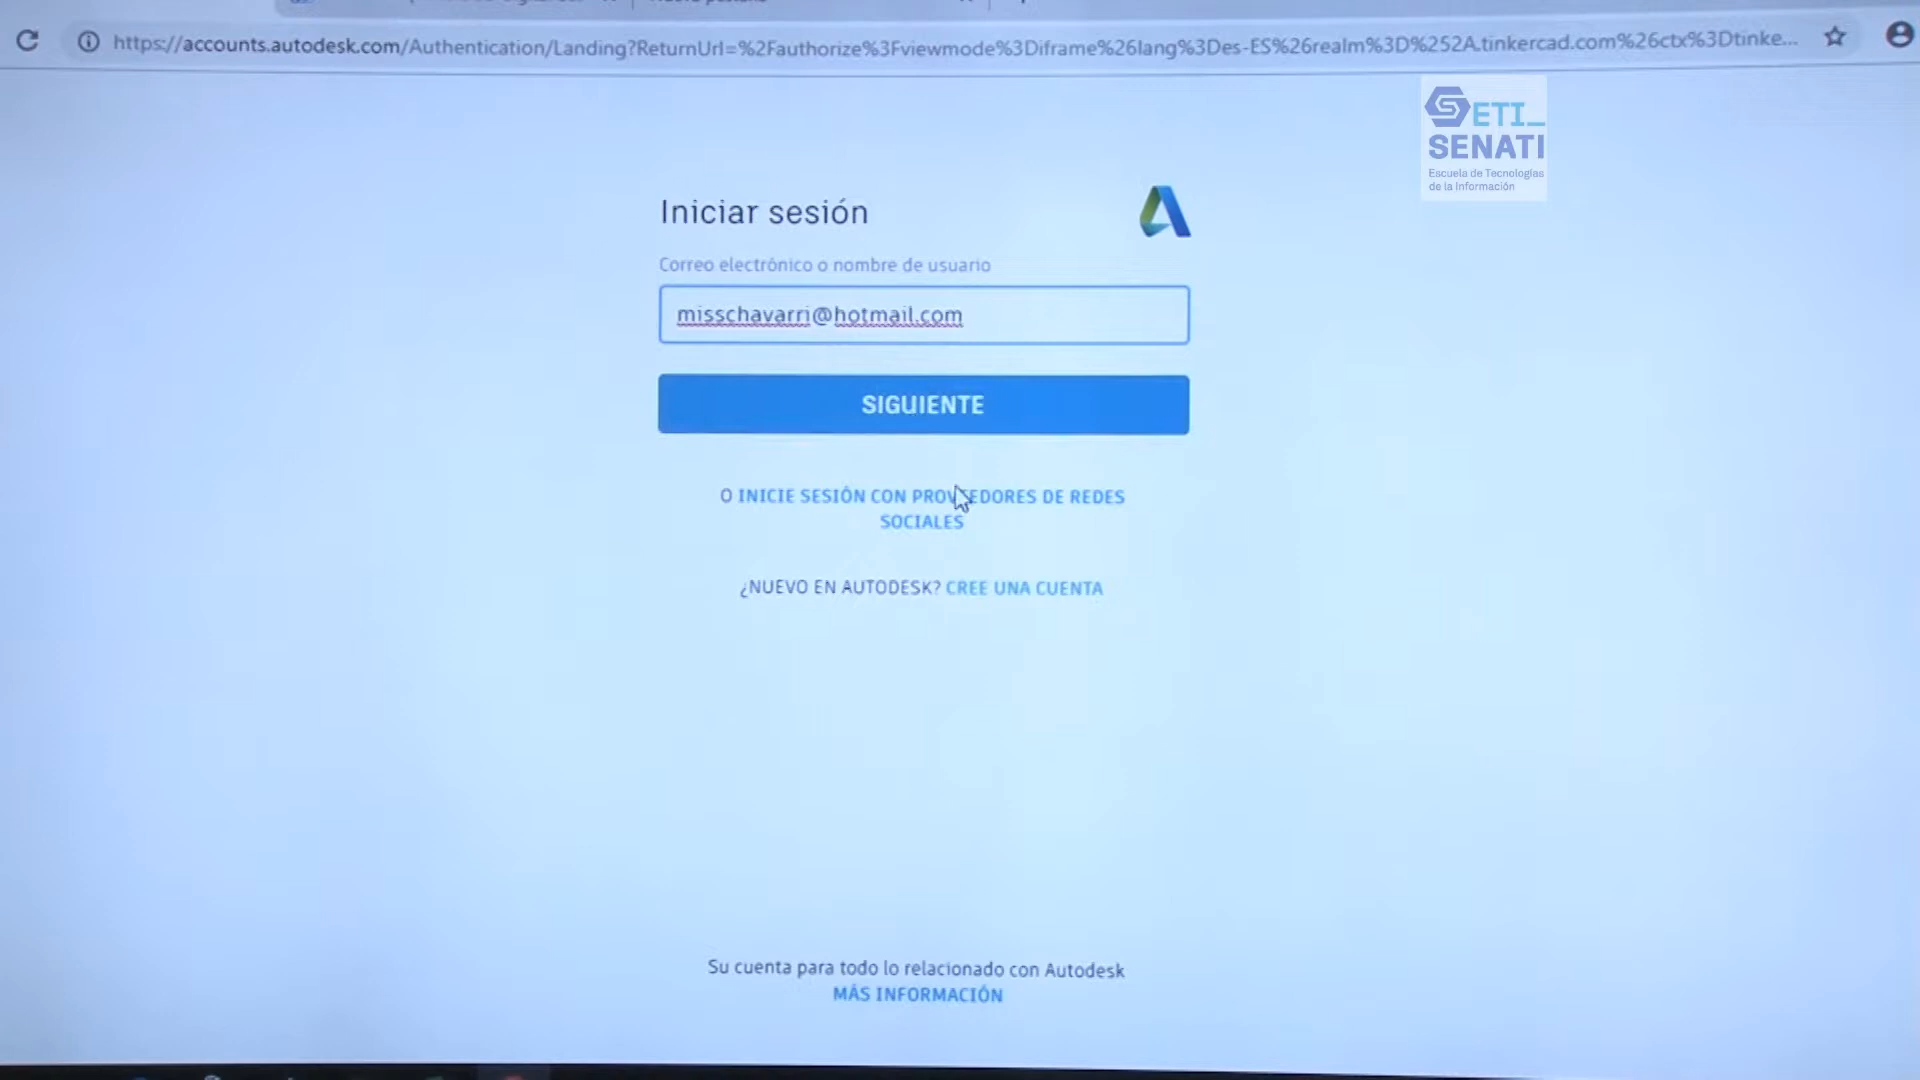 https://accounts.autodesk.com/Authentication/Landing?ReturnUrl=%2Fauthorize%3Fviewmode%3Diframe%26lang%3Des-ES%26realm%3D%252A.tinkercad.com%26ctx%3Dtinke...
ETI_
SENATI
Escuela de Tecnologías
de la Información
Iniciar sesión
Correo electrónico o nombre de usuario
misschavarri@hotmail.com
SIGUIENTE
O INICIE SESIÓN CON PROVEEDORES DE REDES
SOCIALES
¿NUEVO EN AUTODESK? CREE UNA CUENTA
Su cuenta para todo lo relacionado con Autodesk
MÁS INFORMACIÓN